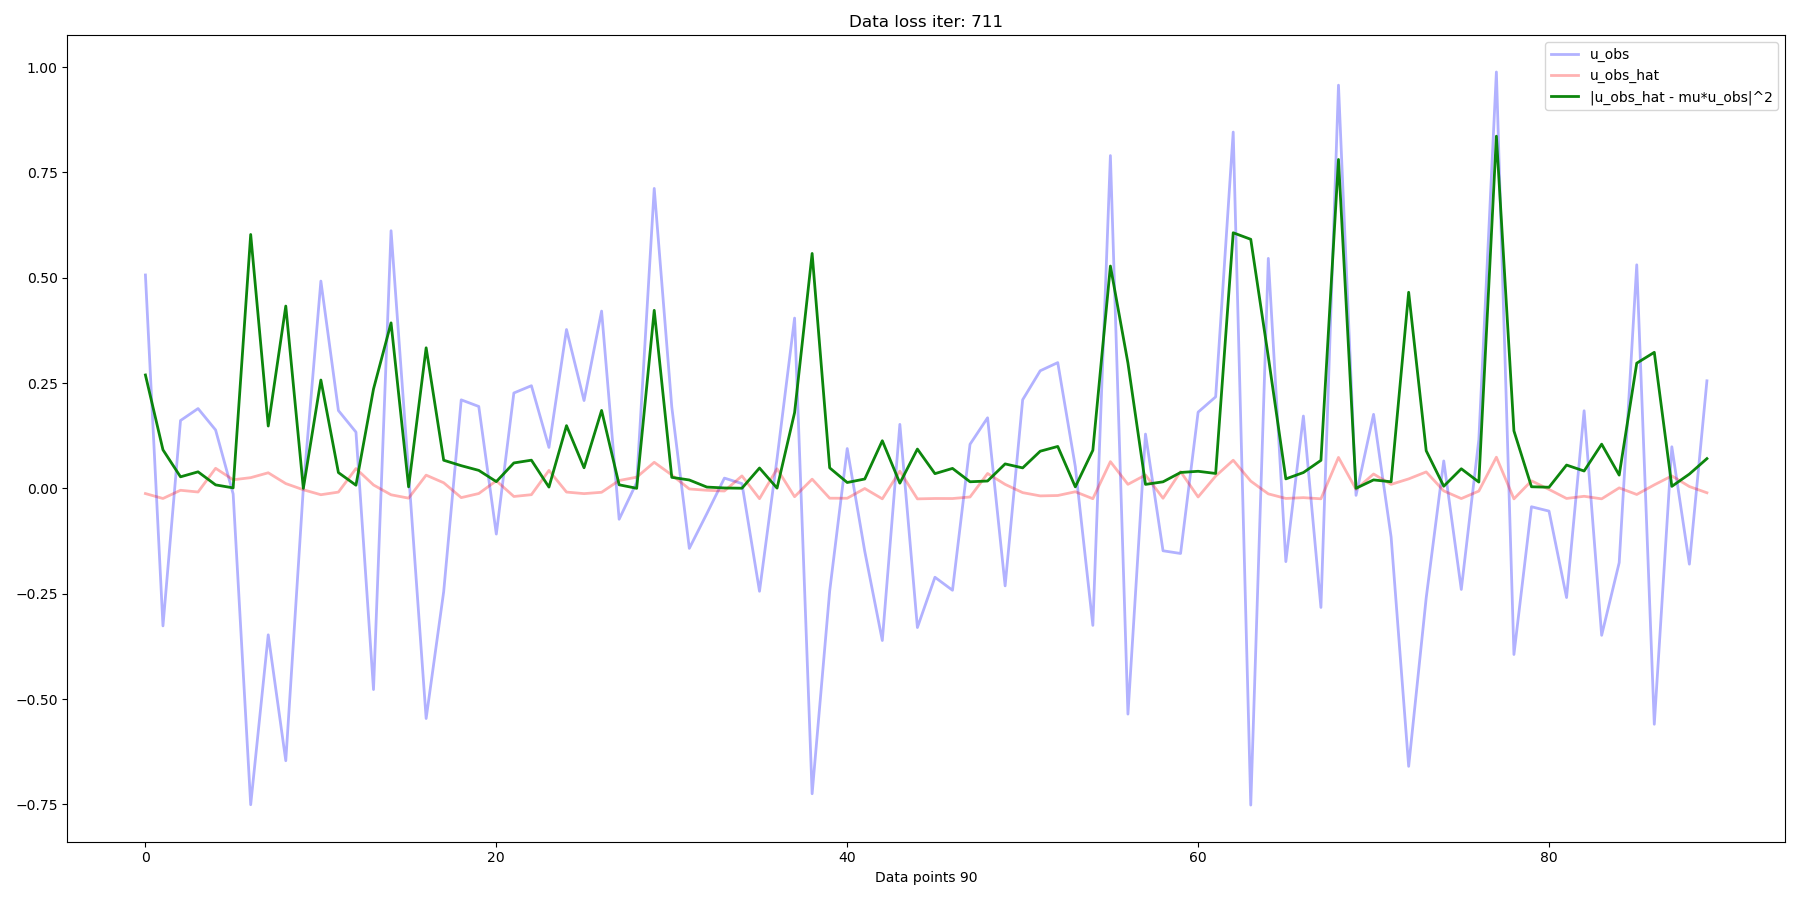 Data loss iter: 711
u_obs
u_obs_hat
|u_obs_hat - mu*u_obs|^2
1.00
0.75
0.50
0.25
0.00
−0.25
−0.50
−0.75
0 20 40 60 80
Data points 90